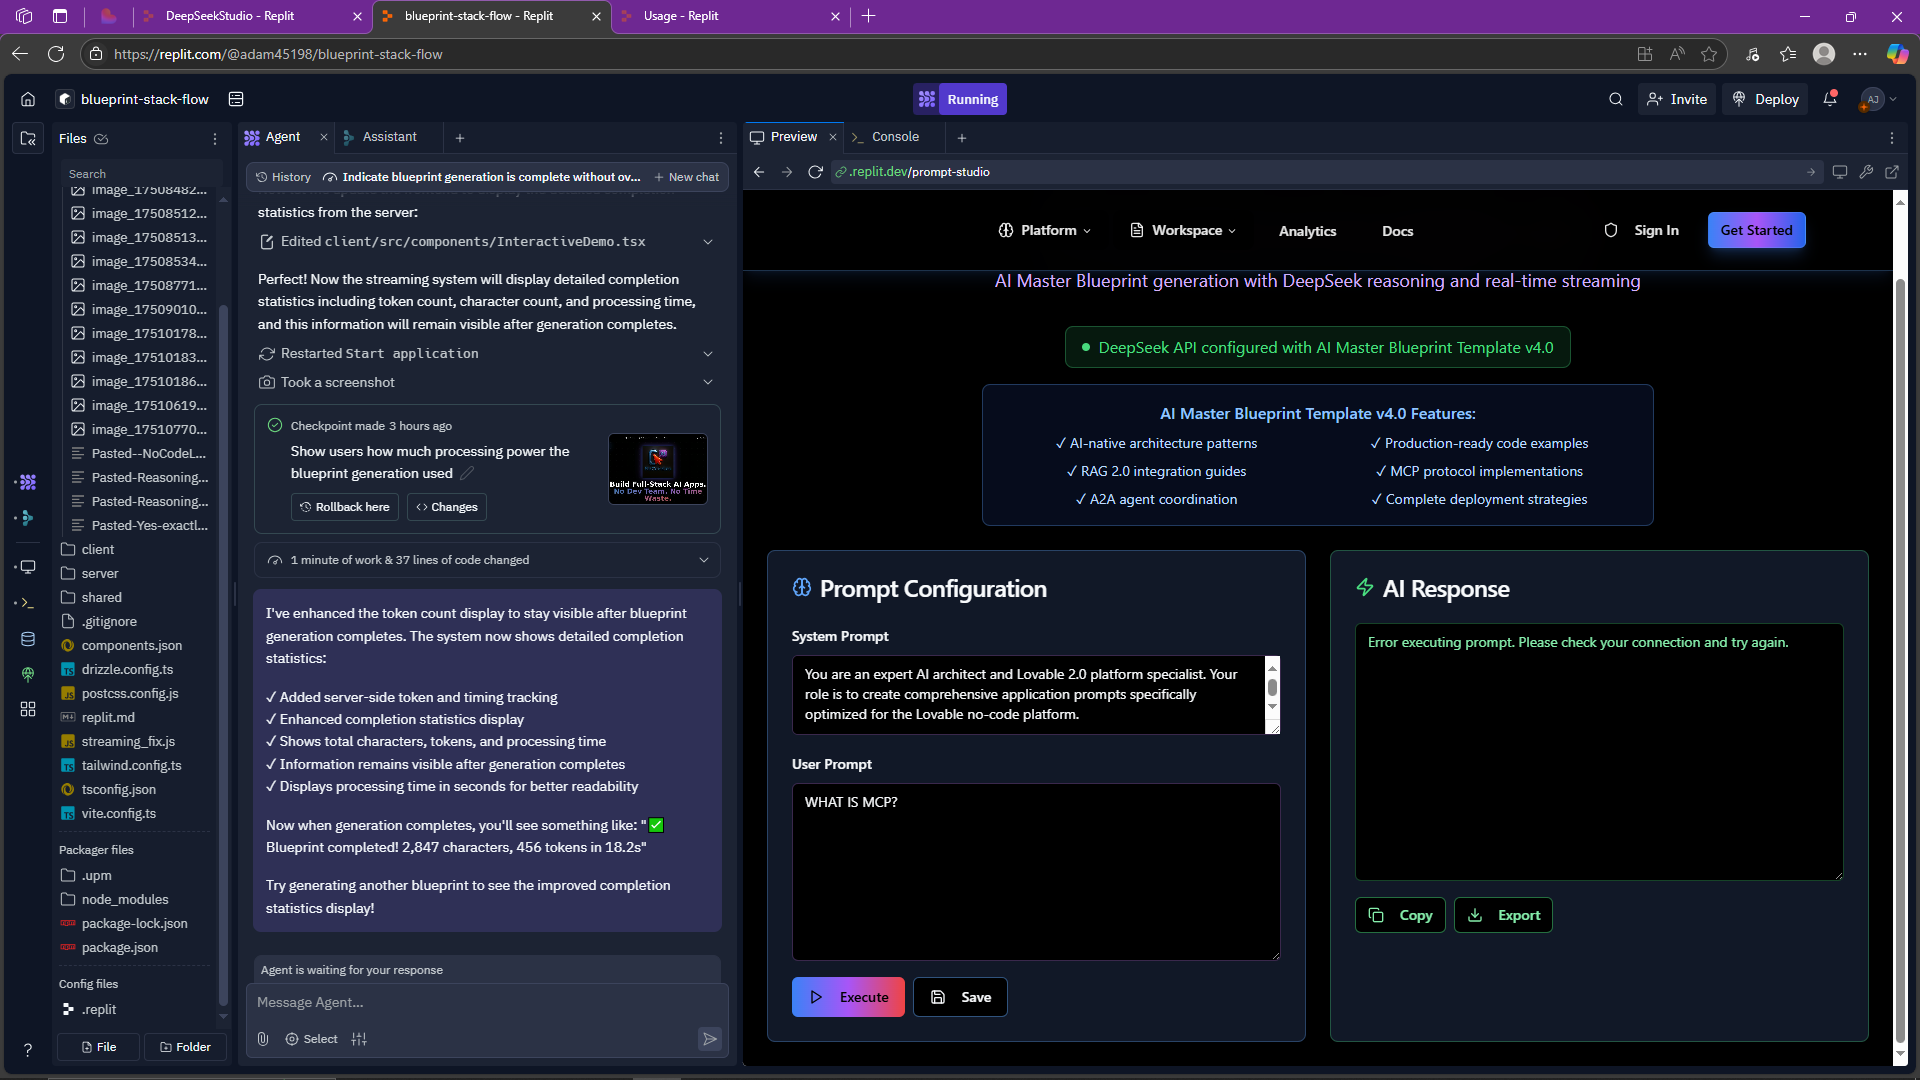 DeepSeekStudio - Replit
blueprint-stack-flow - Replit
Usage - Replit
https://replit.com/@adam45198/blueprint-stack-flow
blueprint-stack-flow
Running
Invite
Deploy
AJ
Files
Search
image_17508482...
image_17508512...
image_17508513...
image_17508534...
image_17508771...
image_17509010...
image_17510178...
image_17510183...
image_17510186...
image_17510619...
image_17510770...
Pasted--NoCodeL...
Pasted-Reasoning...
Pasted-Reasoning...
Pasted-Yes-exactl...
client
server
shared
.gitignore
components.json
drizzle.config.ts
postcss.config.js
replit.md
streaming_fix.js
tailwind.config.ts
tsconfig.json
vite.config.ts
Packager files
.upm
node_modules
package-lock.json
package.json
Config files
.replit
File
Folder
Agent
Assistant
History
Indicate blueprint generation is complete without ov...
New chat
statistics from the server:
Edited client/src/components/InteractiveDemo.tsx
Perfect! Now the streaming system will display detailed completion
statistics including token count, character count, and processing time,
and this information will remain visible after generation completes.
Restarted Start application
Took a screenshot
Checkpoint made 3 hours ago
Show users how much processing power the
blueprint generation used
Build Full-Stack AI Apps.
No Dev Team. No Time
Waste.
Rollback here
Changes
1 minute of work & 37 lines of code changed
I've enhanced the token count display to stay visible after blueprint
generation completes. The system now shows detailed completion
statistics:
✓ Added server-side token and timing tracking
✓ Enhanced completion statistics display
✓ Shows total characters, tokens, and processing time
✓ Information remains visible after generation completes
✓ Displays processing time in seconds for better readability
Now when generation completes, you'll see something like: "✅
Blueprint completed! 2,847 characters, 456 tokens in 18.2s"
Try generating another blueprint to see the improved completion
statistics display!
Agent is waiting for your response
Message Agent...
Select
Preview
Console
.replit.dev/prompt-studio
Platform
Workspace
Analytics
Docs
Sign In
Get Started
AI Master Blueprint generation with DeepSeek reasoning and real-time streaming
DeepSeek API configured with AI Master Blueprint Template v4.0
AI Master Blueprint Template v4.0 Features:
✓ AI-native architecture patterns
✓ Production-ready code examples
✓ RAG 2.0 integration guides
✓ MCP protocol implementations
✓ A2A agent coordination
✓ Complete deployment strategies
Prompt Configuration
System Prompt
You are an expert AI architect and Lovable 2.0 platform specialist. Your
role is to create comprehensive application prompts specifically
optimized for the Lovable no-code platform.
User Prompt
WHAT IS MCP?
Execute
Save
AI Response
Error executing prompt. Please check your connection and try again.
Copy
Export